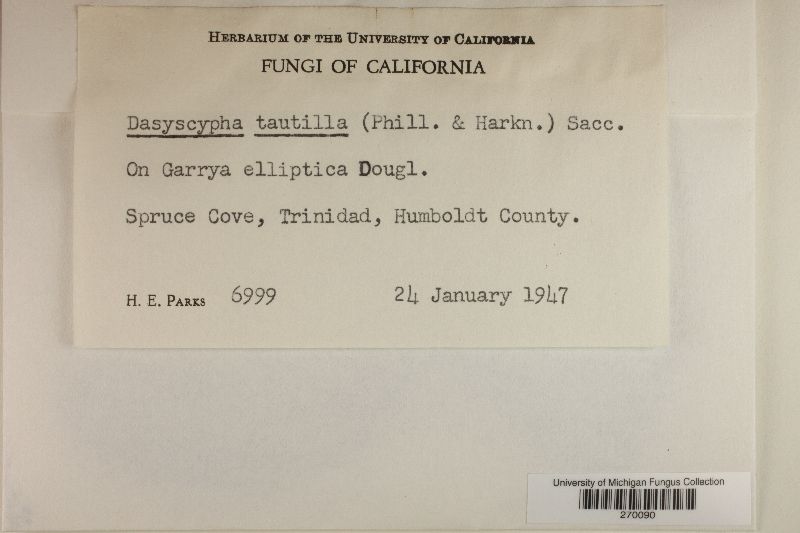 HERBARIUM OF THE UNIVERSITY OF CALIFORNIA
FUNGI OF CALIFORNIA
Dasyscypha tautilla (Phill. & Harkn.) Sacc.
On Garrya elliptica Dougl.
Spruce Cove, Trinidad, Humboldt County.
H. E. PARKS 6999 24 January 1947
University of Michigan Fungus Collection
270090